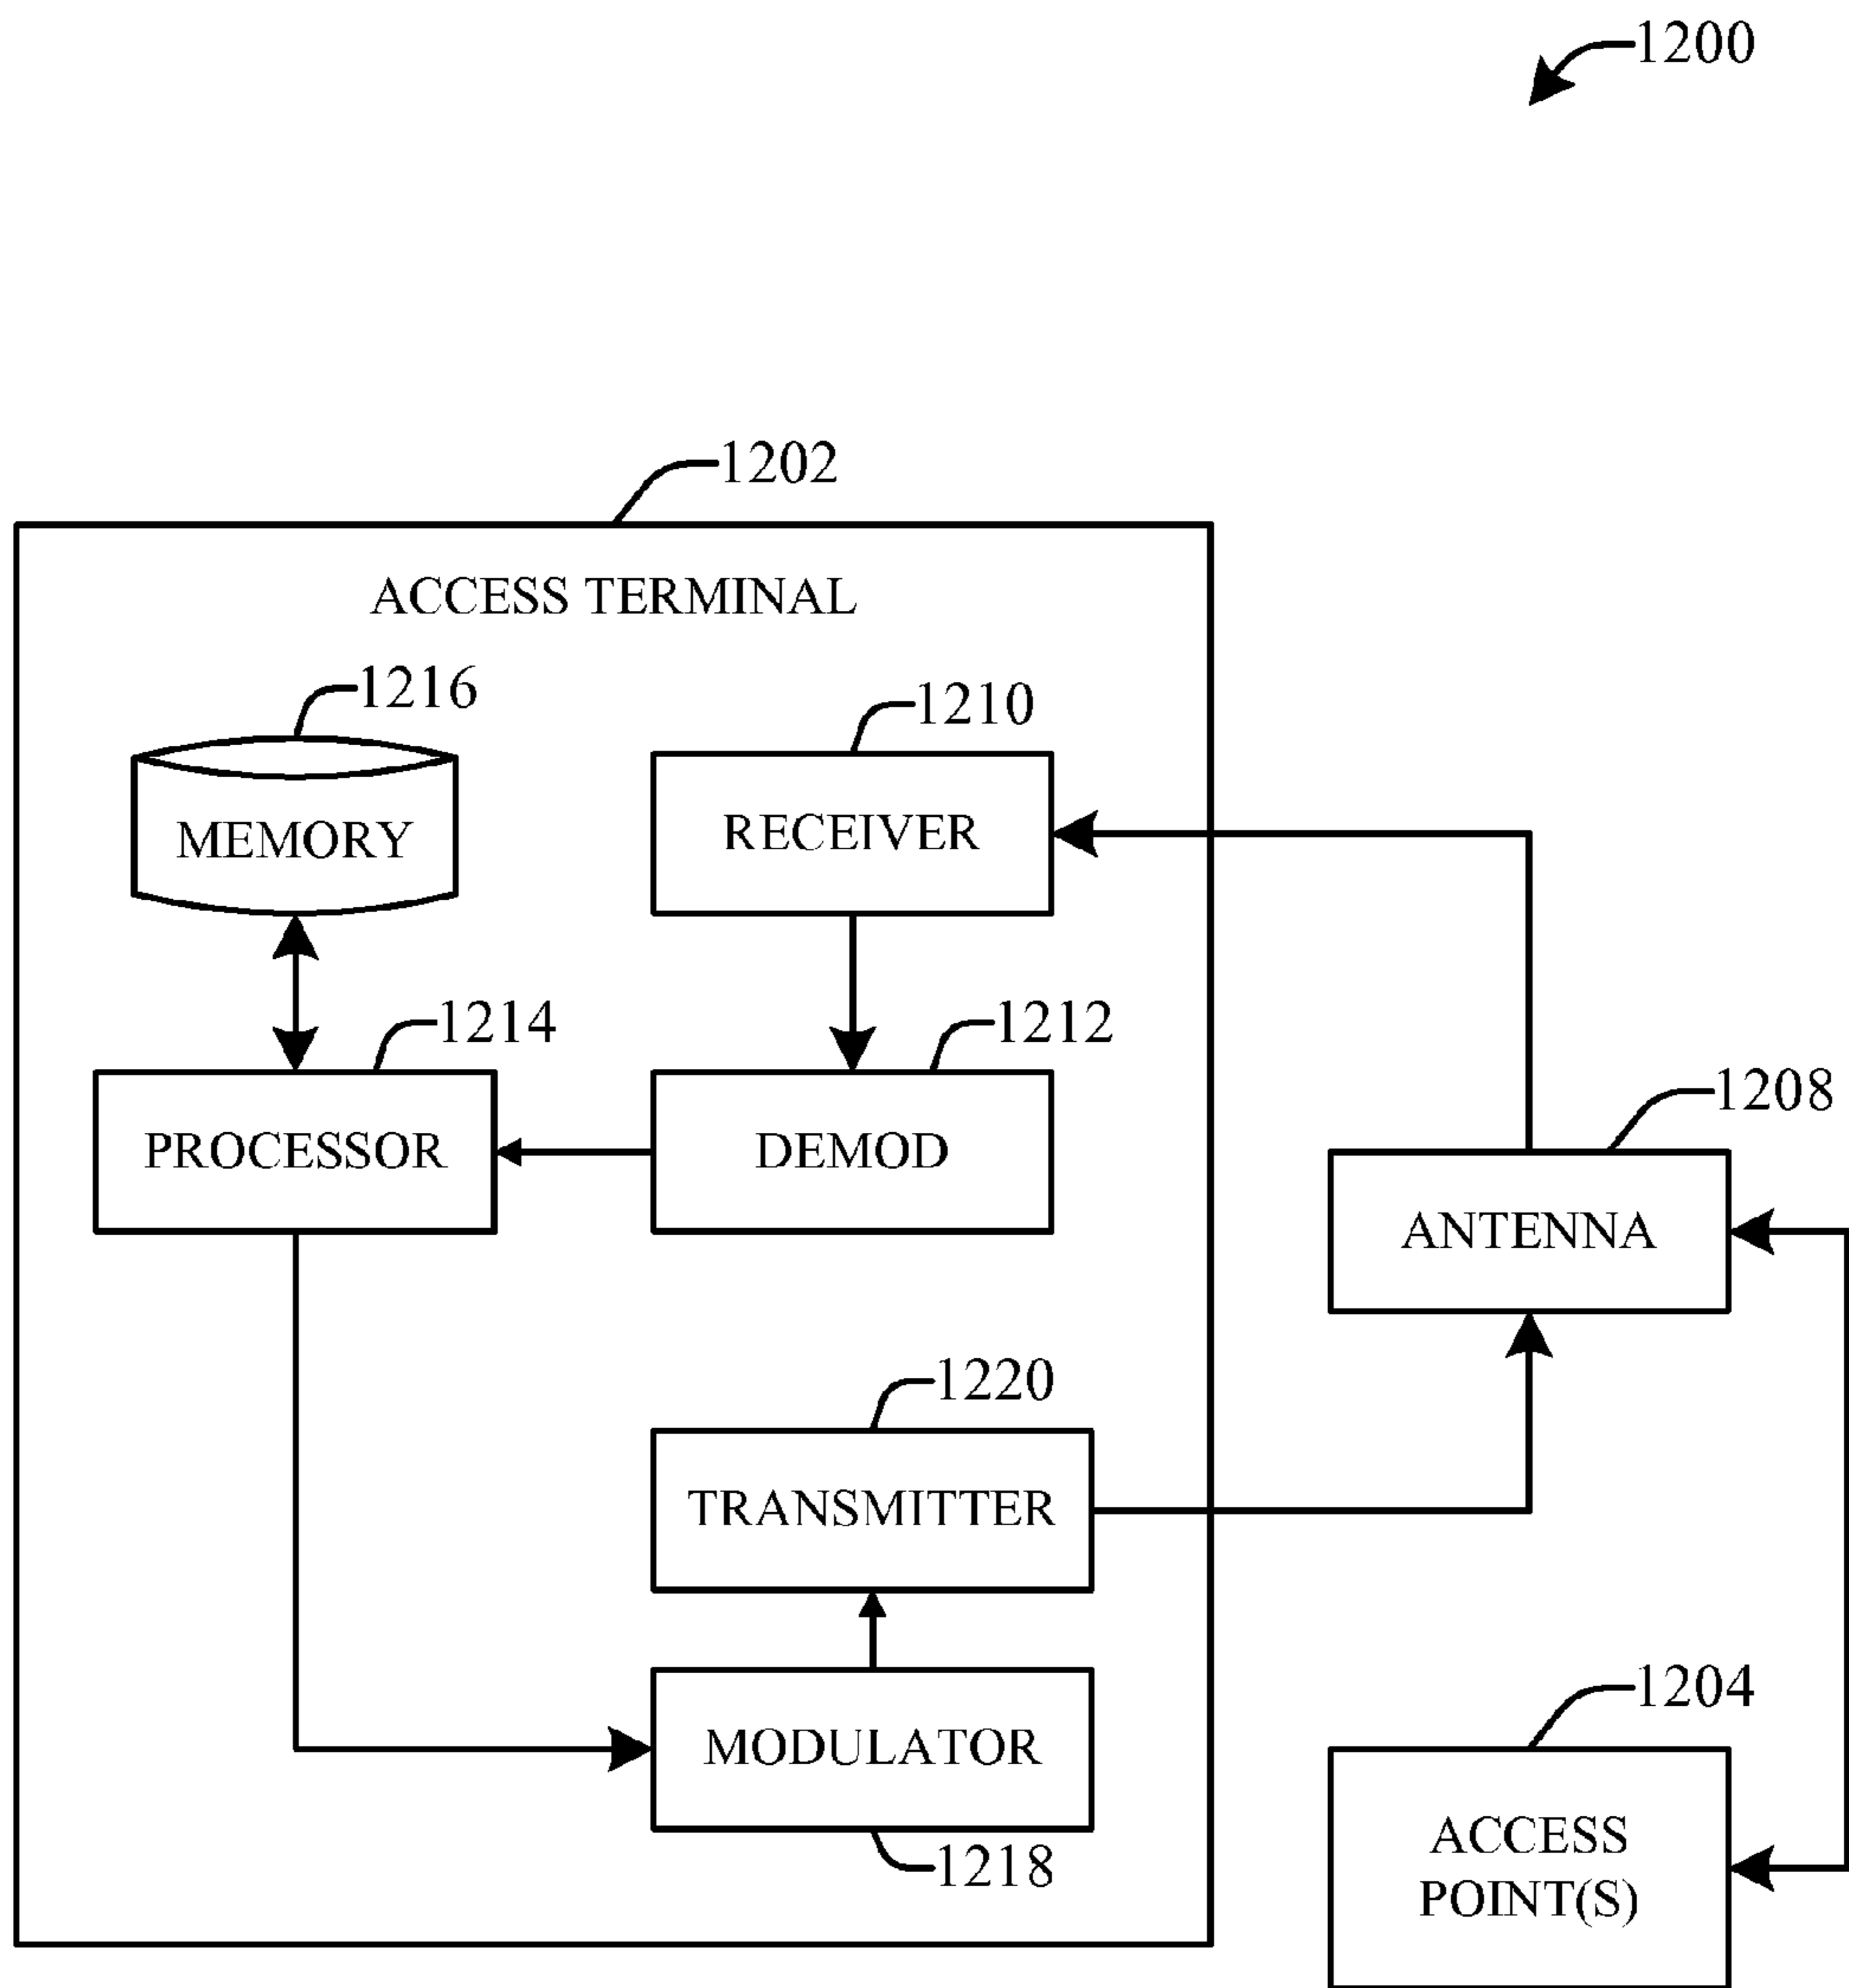 1200
1202
ACCESS TERMINAL
1216
1210
MEMORY
RECEIVER
1214
1212
1208
PROCESSOR
DEMOD
ANTENNA
1220
TRANSMITTER
1204
MODULATOR
ACCESS
POINT(S)
1218